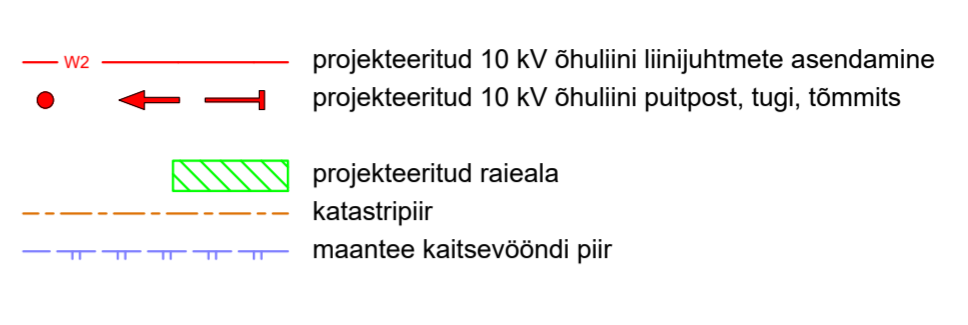 W2 projekteeritud 10 kV õhuliini liinijuhtmete asendamine
projekteeritud 10 kV õhuliini puitpost, tugi, tõmmits
projekteeritud raieala
katastripiir
maantee kaitsevööndi piir